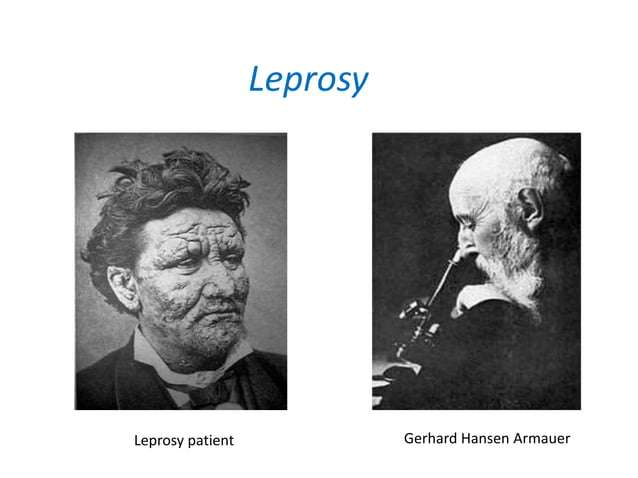 Leprosy
Leprosy patient
Gerhard Hansen Armauer